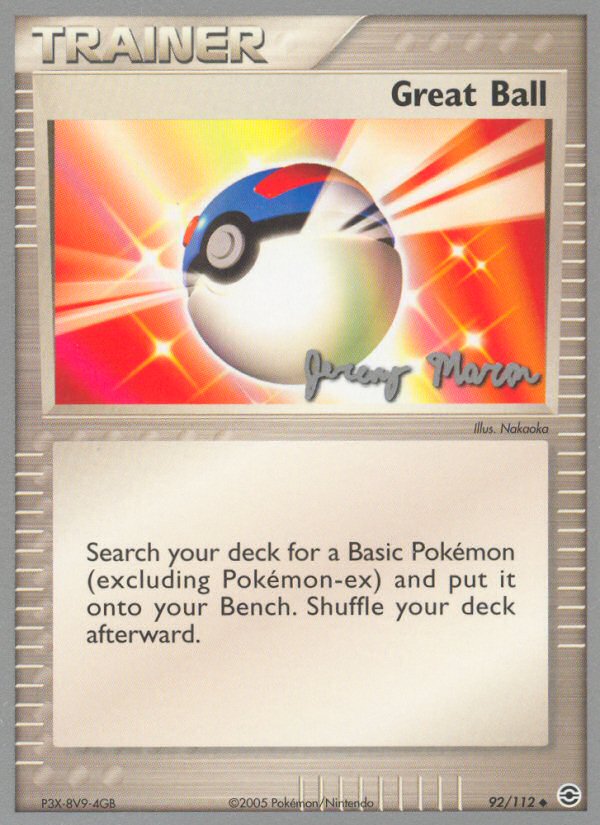 TRAINER
Great Ball
Jeremy Maron
Illus. Nakaoka
Search your deck for a Basic Pokémon
(excluding Pokémon-ex) and put it
onto your Bench. Shuffle your deck
afterward.
P3X-8V9-4GB
©2005 Pokémon/Nintendo
92/112